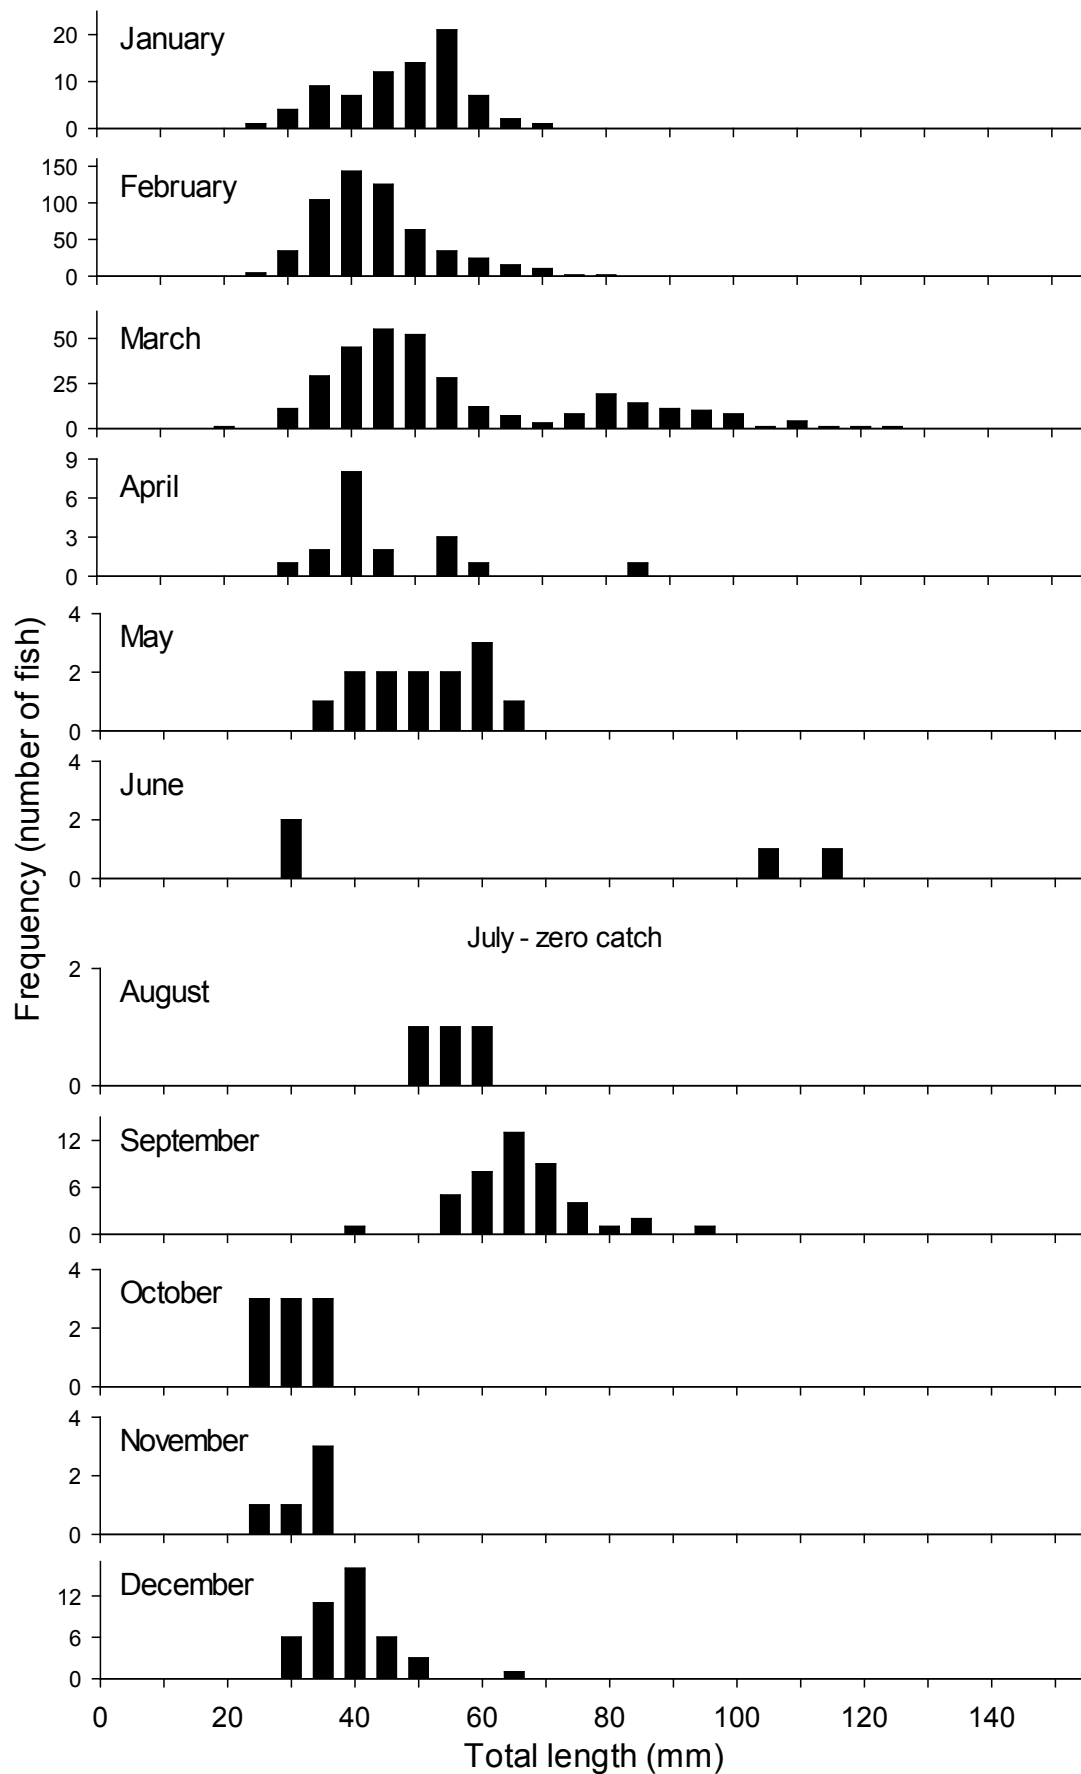 January
20
10
0
February
150
100
50
0
March
50
25
0
April
9
6
3
0
May
4
2
0
June
4
2
0
Frequency (number of fish)
July - zero catch
August
2
0
September
12
6
0
October
4
2
0
November
4
2
0
December
12
6
0
0 20 40 60 80 100 120 140
Total length (mm)